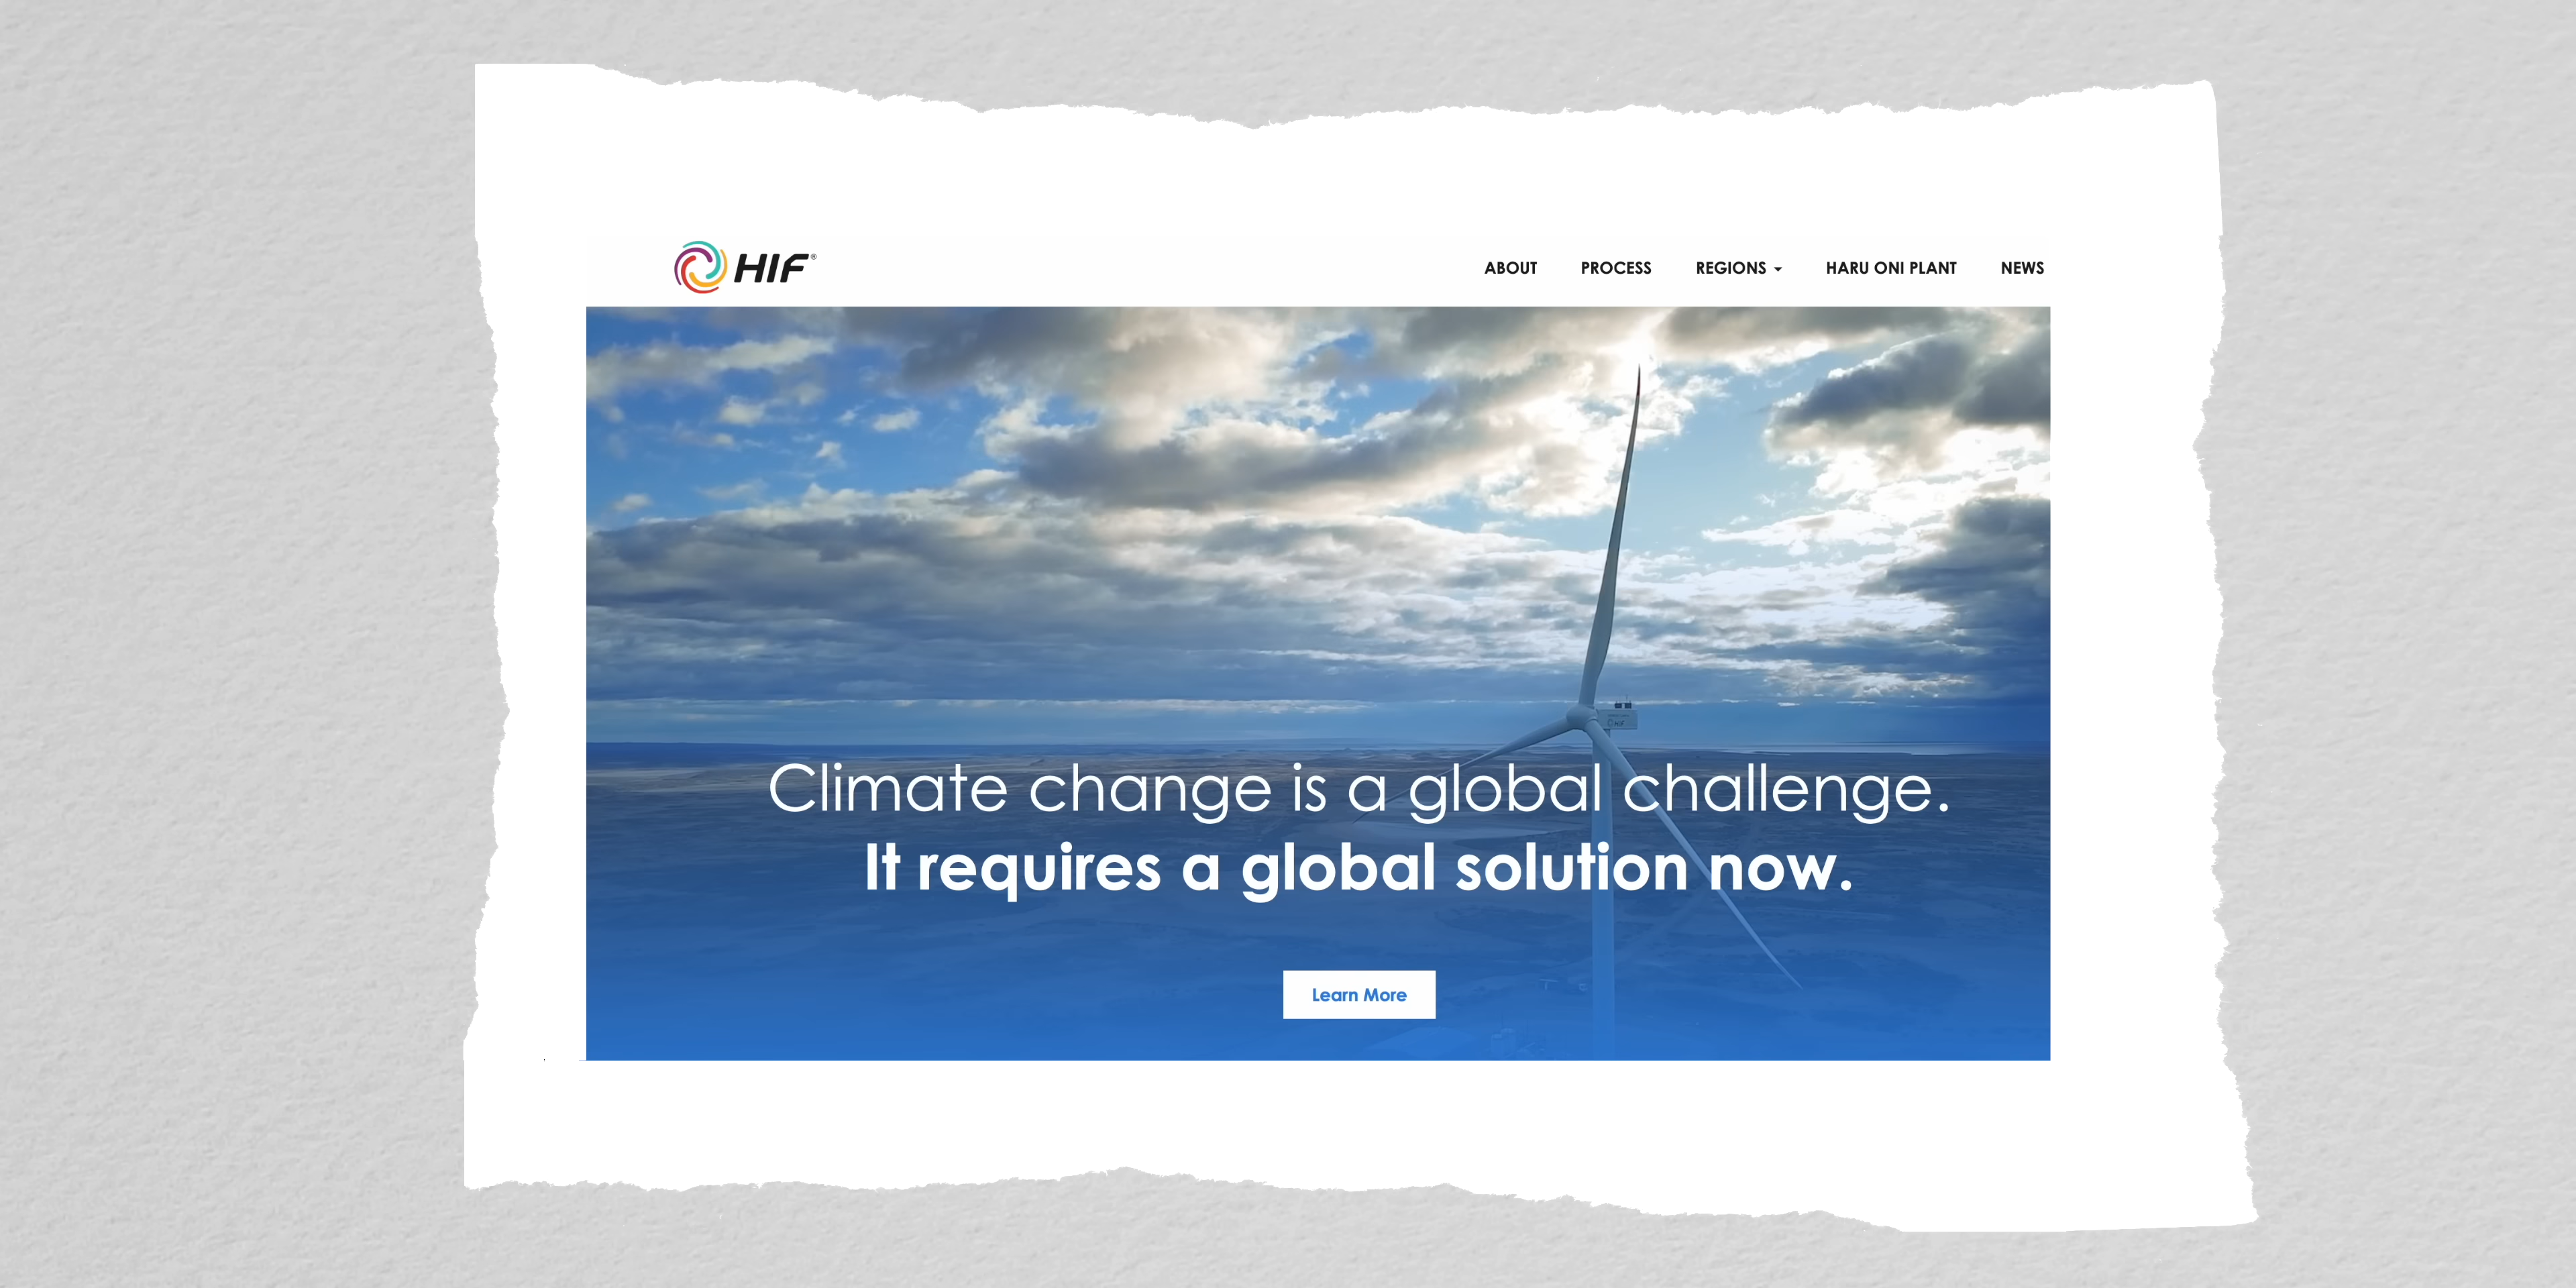 HIF®
ABOUT PROCESS REGIONS HARU ONI PLANT NEWS
HIF
Climate change is a global challenge.
It requires a global solution now.
Learn More